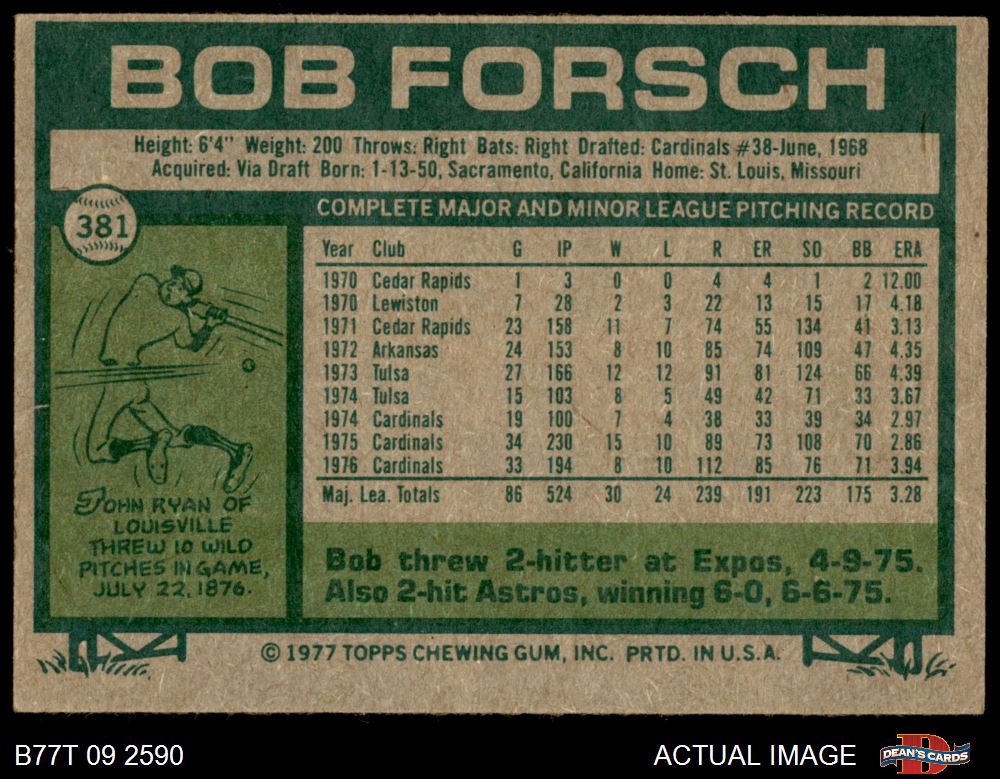 BOB FORSCH
Height: 6'4" Weight: 200 Throws: Right Bats: Right Drafted: Cardinals #38-June, 1968
Acquired: Via Draft Born: 1-13-50, Sacramento, California Home: St. Louis, Missouri
381
COMPLETE MAJOR AND MINOR LEAGUE PITCHING RECORD
Year Club G IP W L R ER SO BB ERA
1970 Cedar Rapids 1 3 0 0 4 4 1 2 12.00
1970 Lewiston 7 28 2 3 22 13 15 17 4.18
1971 Cedar Rapids 23 158 11 7 74 55 134 41 3.13
1972 Arkansas 24 153 8 10 85 74 109 47 4.35
1973 Tulsa 27 166 12 12 91 81 124 66 4.39
1974 Tulsa 15 103 8 5 49 42 71 33 3.67
1974 Cardinals 19 100 7 4 38 33 39 34 2.97
1975 Cardinals 34 230 15 10 89 73 108 70 2.86
1976 Cardinals 33 194 8 10 112 85 76 71 3.94
Maj. Lea. Totals 86 524 30 24 239 191 223 175 3.28
JOHN RYAN OF
LOUISVILLE
THREW 10 WILD
PITCHES IN GAME,
JULY 22, 1876.
Bob threw 2-hitter at Expos, 4-9-75.
Also 2-hit Astros, winning 6-0, 6-6-75.
© 1977 TOPPS CHEWING GUM, INC. PRTD. IN U.S.A.
B77T 09 2590
ACTUAL IMAGE
DEAN'S CARDS